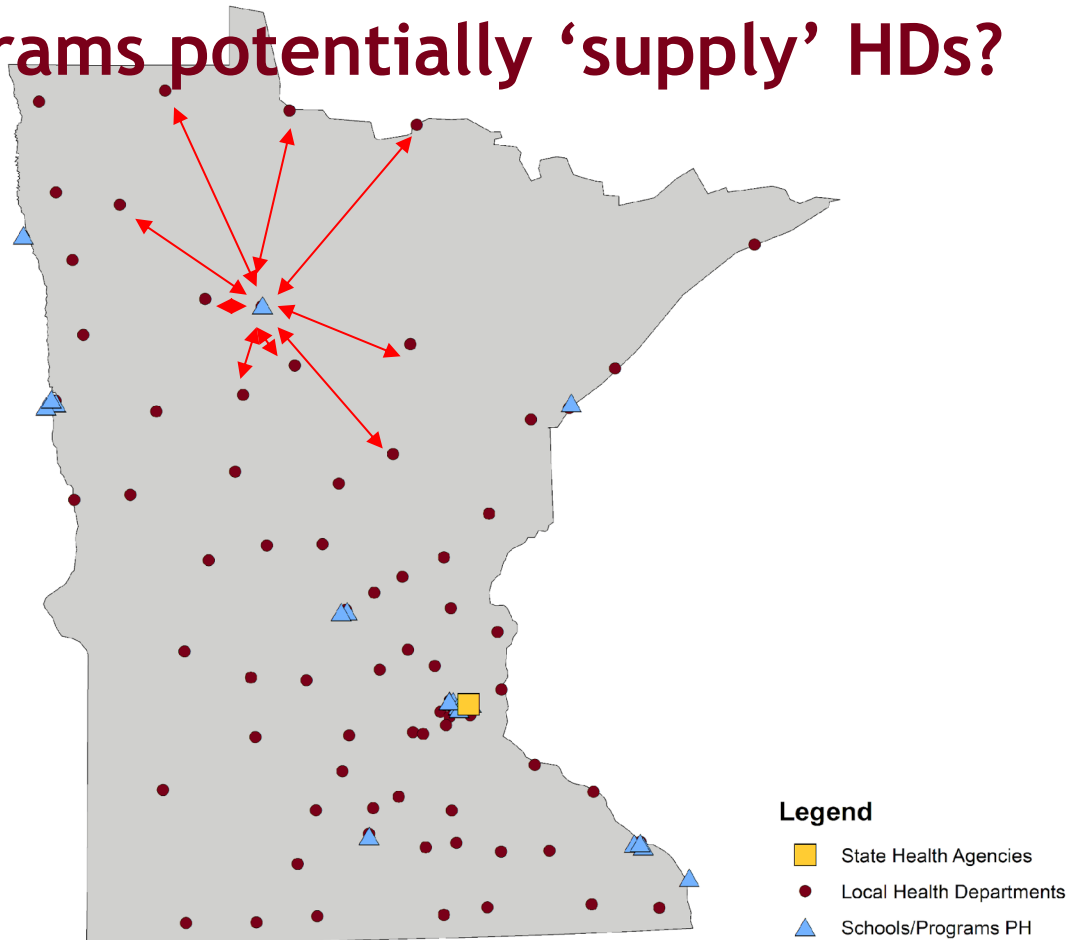 rams potentially ‘supply’ HDs?
Legend
State Health Agencies
Local Health Departments
Schools/Programs PH